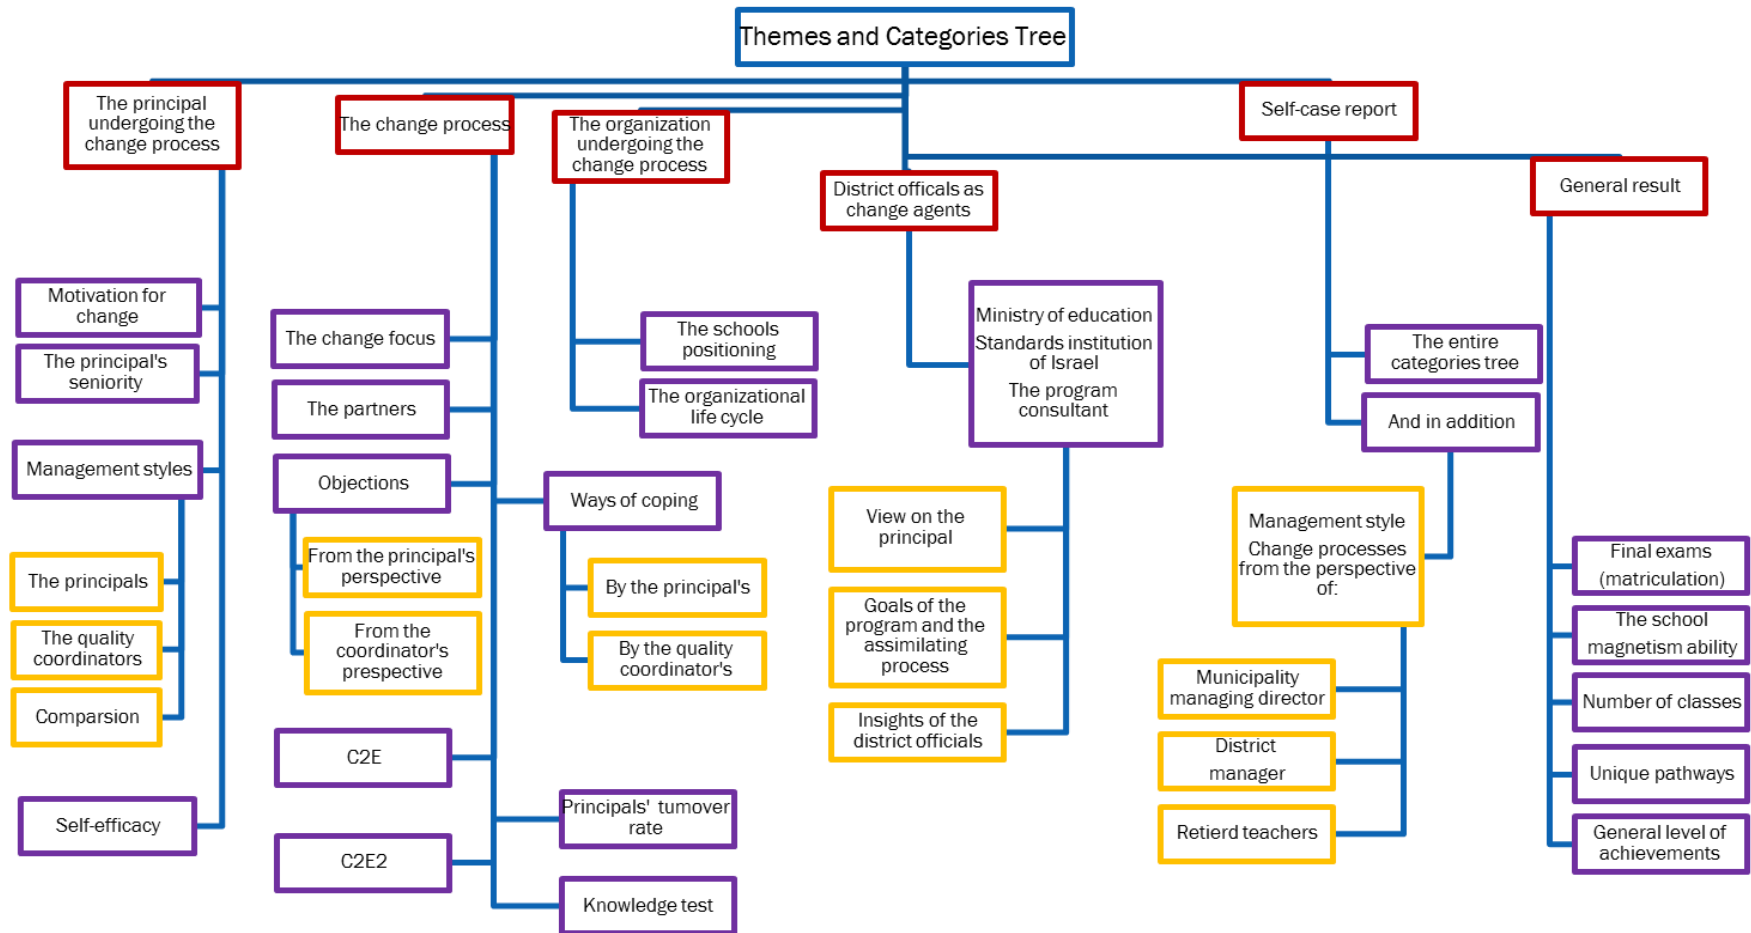 Themes and Categories Tree
The principal
undergoing the
change process
The change process
The organization
undergoing the
change process
District officals as
change agents
Self-case report
General result
Motivation for
change
The principal's
seniority
Management styles
The principals
The quality
coordinators
Comparsion
Self-efficacy
The change focus
The partners
Objections
From the principal's
perspective
From the
coordinator's
prespective
C2E
C2E2
Ways of coping
By the principal's
By the quality
coordinator's
Principals' turnover
rate
Knowledge test
The schools
positioning
The organizational
life cycle
Ministry of education
Standards institution
of Israel
The program
consultant
View on the
principal
Goals of the
program and the
assimilating
process
Insights of the
district officials
The entire
categories tree
And in addition
Management style
Change processes
from the perspective
of:
Municipality
managing director
District
manager
Retierd teachers
Final exams
(matriculation)
The school
magnetism ability
Number of classes
Unique pathways
General level of
achievements